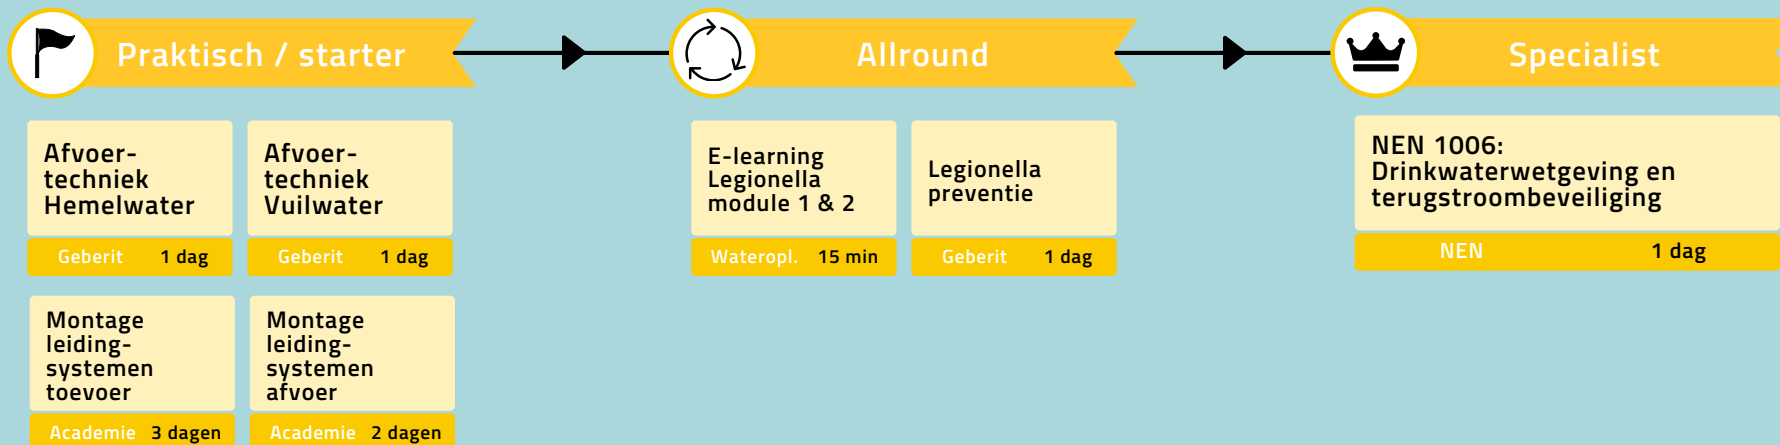 Praktisch / starter
Allround
Specialist
Afvoer-
techniek
Hemelwater
Geberit 1 dag
Afvoer-
techniek
Vuilwater
Geberit 1 dag
Montage
leiding-
systemen
toevoer
Academie 3 dagen
Montage
leiding-
systemen
afvoer
Academie 2 dagen
E-learning
Legionella
module 1 & 2
Wateropl. 15 min
Legionella
preventie
Geberit 1 dag
NEN 1006:
Drinkwaterwetgeving en
terugstroombeveiliging
NEN 1 dag